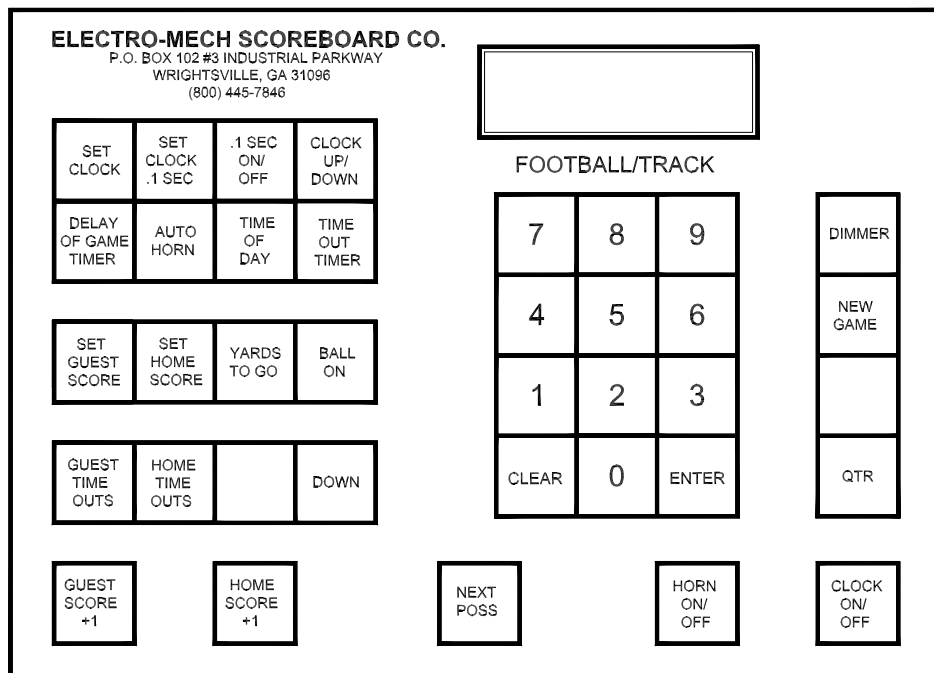 ELECTRO-MECH SCOREBOARD CO.
P.O. BOX 102 #3 INDUSTRIAL PARKWAY
WRIGHTSVILLE, GA 31096
(800) 445-7846
SET
CLOCK
SET
CLOCK
.1 SEC
.1 SEC
ON/
OFF
CLOCK
UP/
DOWN
DELAY
OF GAME
TIMER
AUTO
HORN
TIME
OF
DAY
TIME
OUT
TIMER
SET
GUEST
SCORE
SET
HOME
SCORE
YARDS
TO GO
BALL
ON
GUEST
TIME
OUTS
HOME
TIME
OUTS
DOWN
FOOTBALL/TRACK
7
8
9
4
5
6
1
2
3
CLEAR
0
ENTER
DIMMER
NEW
GAME
QTR
GUEST
SCORE
+1
HOME
SCORE
+1
NEXT
POSS
HORN
ON/
OFF
CLOCK
ON/
OFF